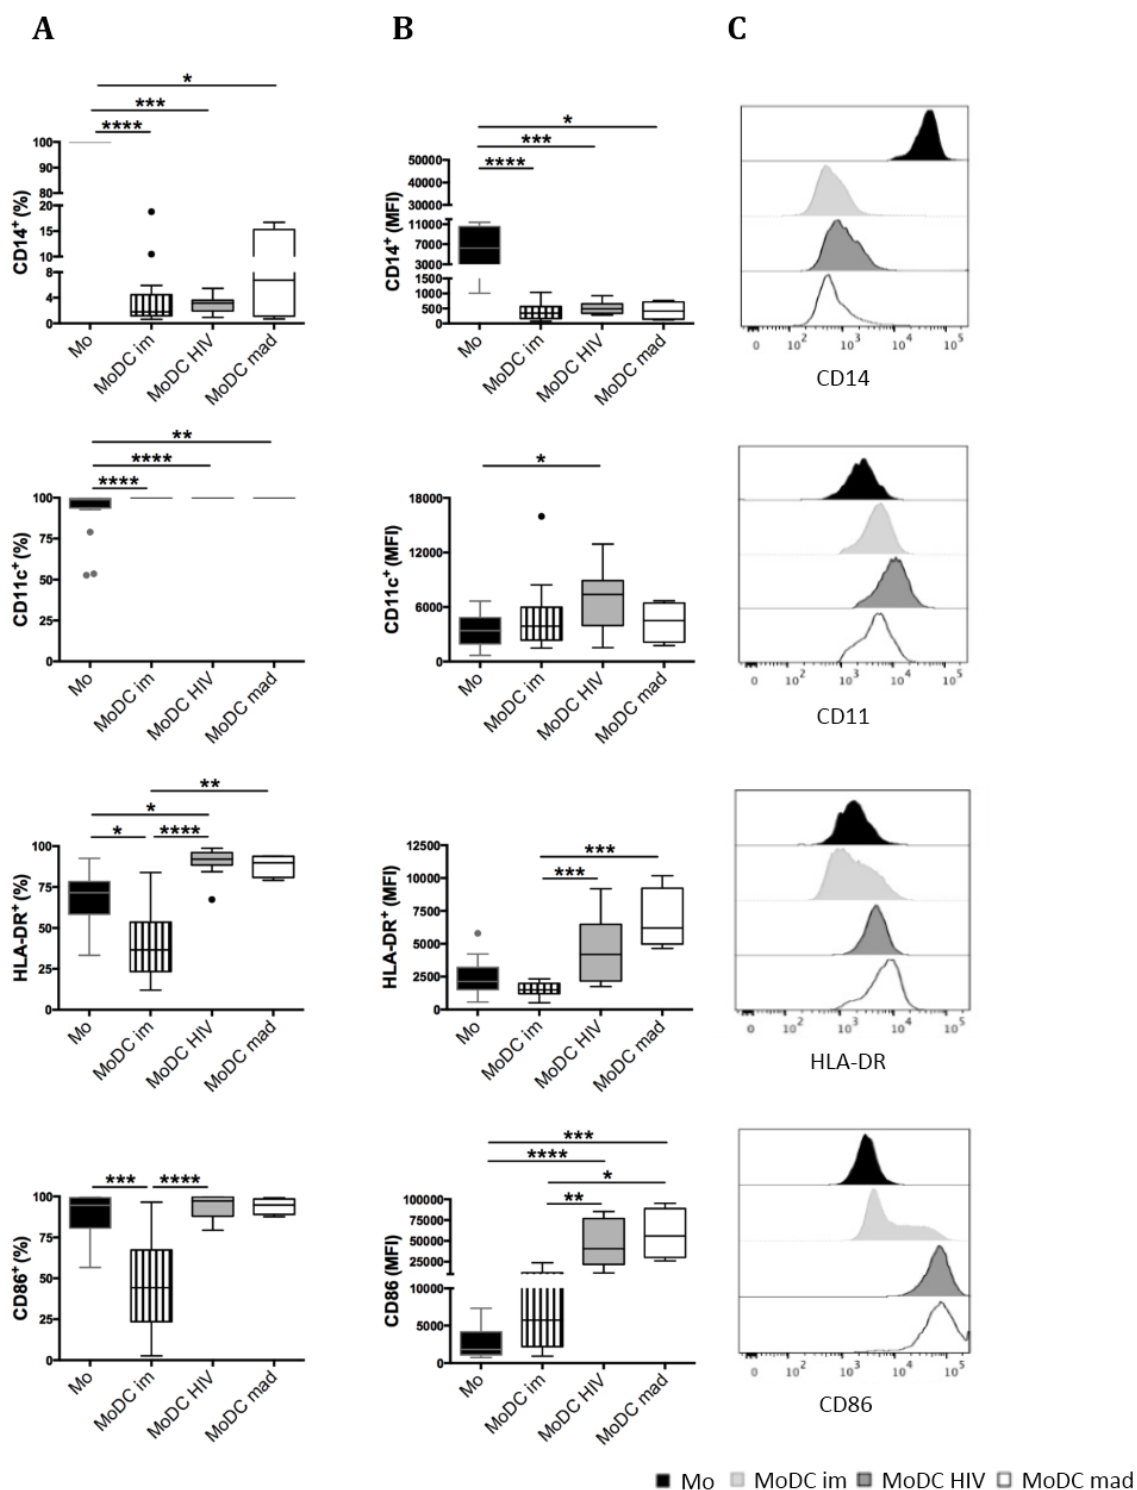 A B C
*
***
****
100
90
80
20
15
10
8
4
0
CD14+ (%)
Mo
MoDC im
MoDC HIV
MoDC mad
*
***
****
50000
40000
30000
11000
7000
3000
1500
1000
500
0
CD14+ (MFI)
Mo
MoDC im
MoDC HIV
MoDC mad
0 10² 10³ 10⁴ 10⁵
CD14
**
****
****
100
75
50
25
0
CD11c+ (%)
Mo
MoDC im
MoDC HIV
MoDC mad
*
18000
12000
6000
0
CD11c+ (MFI)
Mo
MoDC im
MoDC HIV
MoDC mad
0 10² 10³ 10⁴ 10⁵
CD11
**
*
* ****
100
75
50
25
0
HLA-DR+ (%)
Mo
MoDC im
MoDC HIV
MoDC mad
***
***
12500
10000
7500
5000
2500
0
HLA-DR+ (MFI)
Mo
MoDC im
MoDC HIV
MoDC mad
0 10² 10³ 10⁴ 10⁵
HLA-DR
*** ****
100
75
50
25
0
CD86+ (%)
Mo
MoDC im
MoDC HIV
MoDC mad
***
****
*
**
100000
75000
50000
25000
10000
5000
0
CD86 (MFI)
Mo
MoDC im
MoDC HIV
MoDC mad
0 10² 10³ 10⁴ 10⁵
CD86
Mo MoDC im MoDC HIV MoDC mad